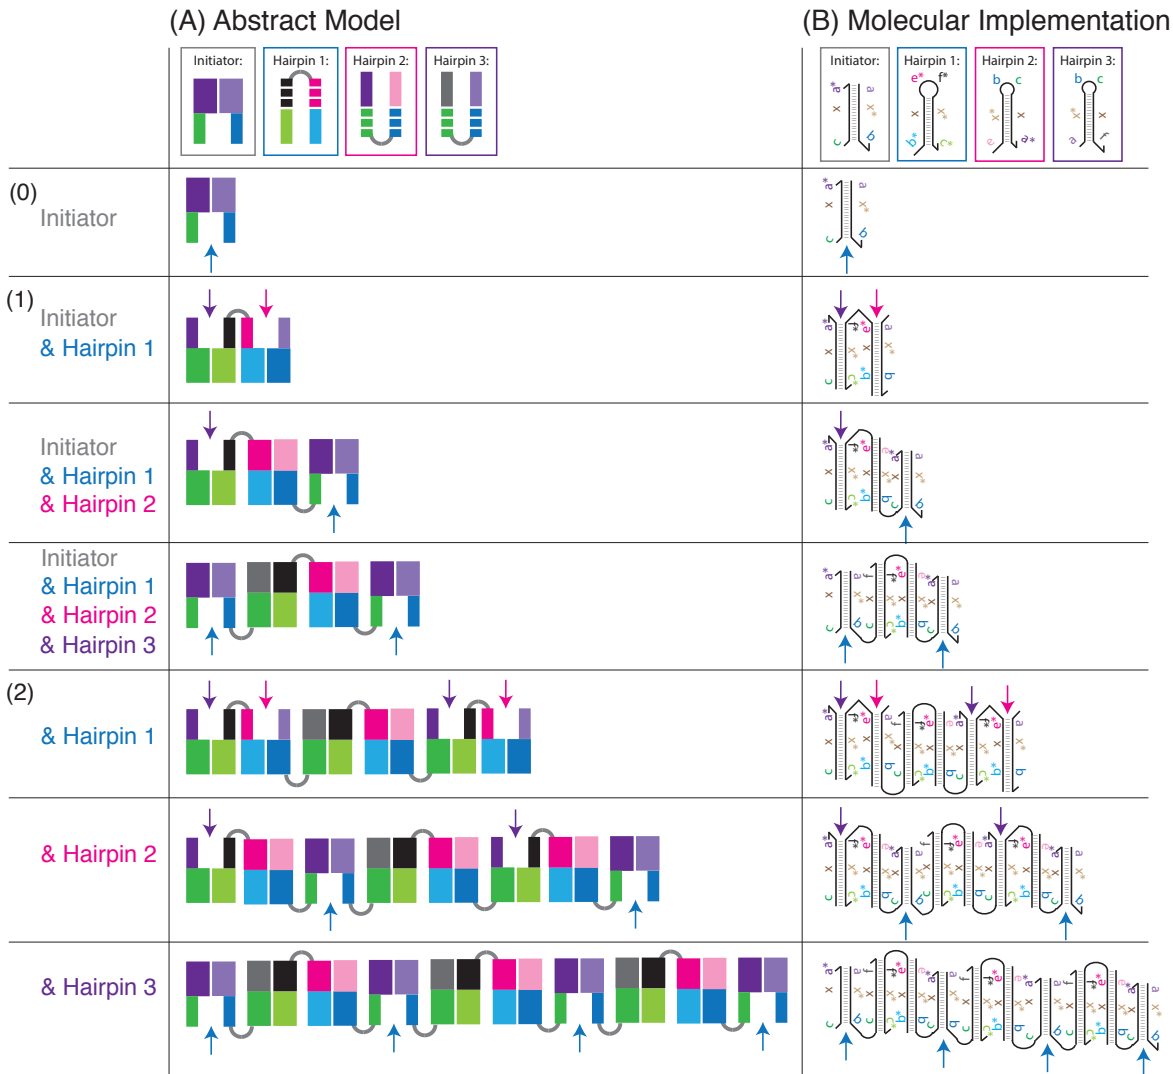 (A) Abstract Model
(B) Molecular Implementation
Initiator:
Hairpin 1:
Hairpin 2:
Hairpin 3:
Initiator:
a* a
x x*
c b
Hairpin 1:
e* f*
x x*
b* c*
Hairpin 2:
b c
x* x
e a*
Hairpin 3:
b c
x* x
a f
(0)
Initiator
a* a
x x*
c b
(1)
Initiator
& Hairpin 1
a* f* e* a
x x* x x*
c c* b* b
Initiator
& Hairpin 1
& Hairpin 2
a* f* e* e a* a
x x* x x* x x*
c c* b* b c b
Initiator
& Hairpin 1
& Hairpin 2
& Hairpin 3
a* a f f* e* e a* a
x x* x x* x x* x x*
c b c c* b* b c b
(2)
& Hairpin 1
a* f* e* a f f* e* e a* f* e* a
x x* x x* x x* x x* x x* x x*
c c* b* b c c* b* b c c* b* b
& Hairpin 2
a* f* e* e a* a f f* e* e a* f* e* e a* a
x x* x x* x x* x x* x x* x x* x x* x x*
c c* b* b c b c c* b* b c c* b* b c b
& Hairpin 3
a* a f f* e* e a* a f f* e* e a* a f f* e* e a* a
x x* x x* x x* x x* x x* x x* x x* x x* x x* x x*
c b c c* b* b c b c c* b* b c b c c* b* b c b